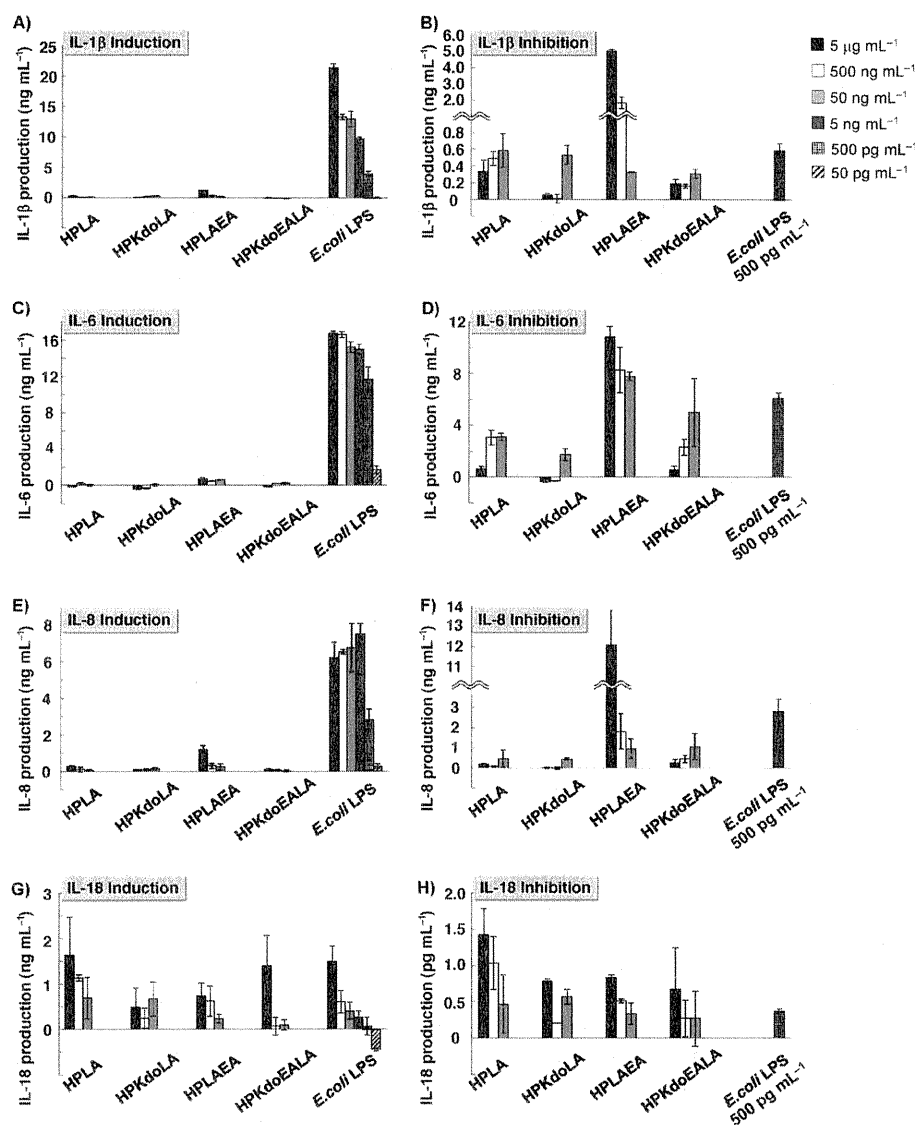 A) IL-1β Induction
IL-1β production (ng mL⁻¹)
25
20
15
10
5
0
HPLA
HPKdoLA
HPLAEA
HPKdoEALA
E.coli LPS
B) IL-1β Inhibition
IL-1β production (ng mL⁻¹)
5.0
2.0
0.8
0.6
0.4
0.2
0
HPLA
HPKdoLA
HPLAEA
HPKdoEALA
E.coli LPS
500 pg mL⁻¹
5 μg mL⁻¹
500 ng mL⁻¹
50 ng mL⁻¹
5 ng mL⁻¹
500 pg mL⁻¹
50 pg mL⁻¹
C) IL-6 Induction
IL-6 production (ng mL⁻¹)
16
12
8
4
0
HPLA
HPKdoLA
HPLAEA
HPKdoEALA
E.coli LPS
D) IL-6 Inhibition
IL-6 production (ng mL⁻¹)
12
8
4
0
HPLA
HPKdoLA
HPLAEA
HPKdoEALA
E.coli LPS
500 pg mL⁻¹
E) IL-8 Induction
IL-8 production (ng mL⁻¹)
8
6
4
2
0
HPLA
HPKdoLA
HPLAEA
HPKdoEALA
E.coli LPS
F) IL-8 Inhibition
IL-8 production (ng mL⁻¹)
14
13
12
11
3
2
1
0
HPLA
HPKdoLA
HPLAEA
HPKdoEALA
E.coli LPS
500 pg mL⁻¹
G) IL-18 Induction
IL-18 production (ng mL⁻¹)
3
2
1
0
HPLA
HPKdoLA
HPLAEA
HPKdoEALA
E.coli LPS
H) IL-18 Inhibition
IL-18 production (pg mL⁻¹)
2.0
1.5
1.0
0.5
0
HPLA
HPKdoLA
HPLAEA
HPKdoEALA
E.coli LPS
500 pg mL⁻¹